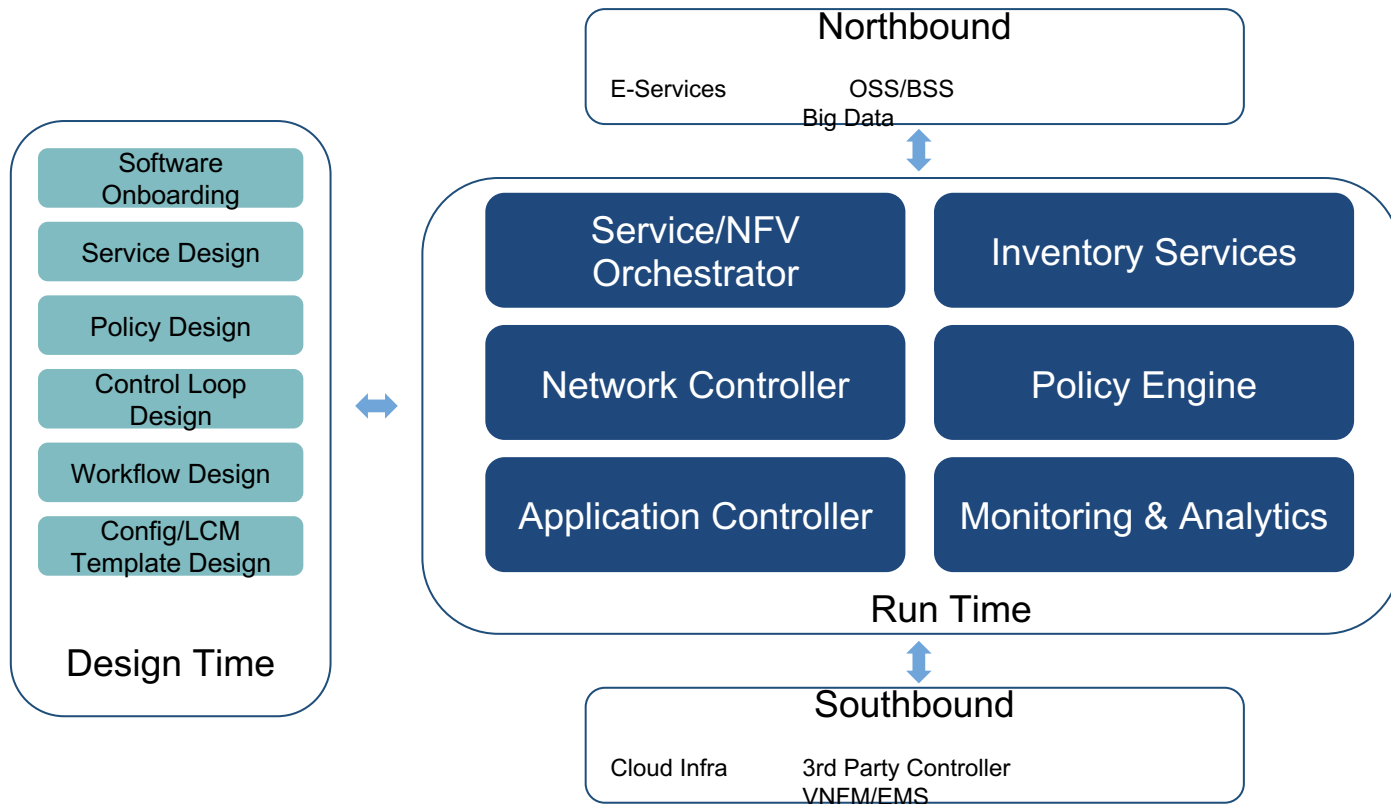 Northbound
E-Services OSS/BSS
Big Data
Software
Onboarding
Service Design
Policy Design
Control Loop
Design
Workflow Design
Config/LCM
Template Design
Design Time
Service/NFV
Orchestrator
Inventory Services
Network Controller
Policy Engine
Application Controller
Monitoring & Analytics
Run Time
Southbound
Cloud Infra 3rd Party Controller
VNFM/EMS